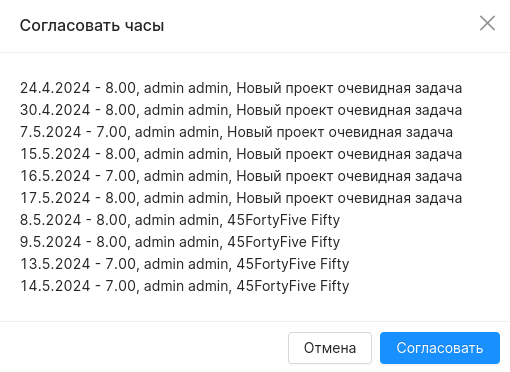 Согласовать часы
24.4.2024 - 8.00, admin admin, Новый проект очевидная задача
30.4.2024 - 8.00, admin admin, Новый проект очевидная задача
7.5.2024 - 7.00, admin admin, Новый проект очевидная задача
15.5.2024 - 8.00, admin admin, Новый проект очевидная задача
16.5.2024 - 7.00, admin admin, Новый проект очевидная задача
17.5.2024 - 8.00, admin admin, Новый проект очевидная задача
8.5.2024 - 8.00, admin admin, 45FortyFive Fifty
9.5.2024 - 8.00, admin admin, 45FortyFive Fifty
13.5.2024 - 7.00, admin admin, 45FortyFive Fifty
14.5.2024 - 7.00, admin admin, 45FortyFive Fifty
Отмена Согласовать